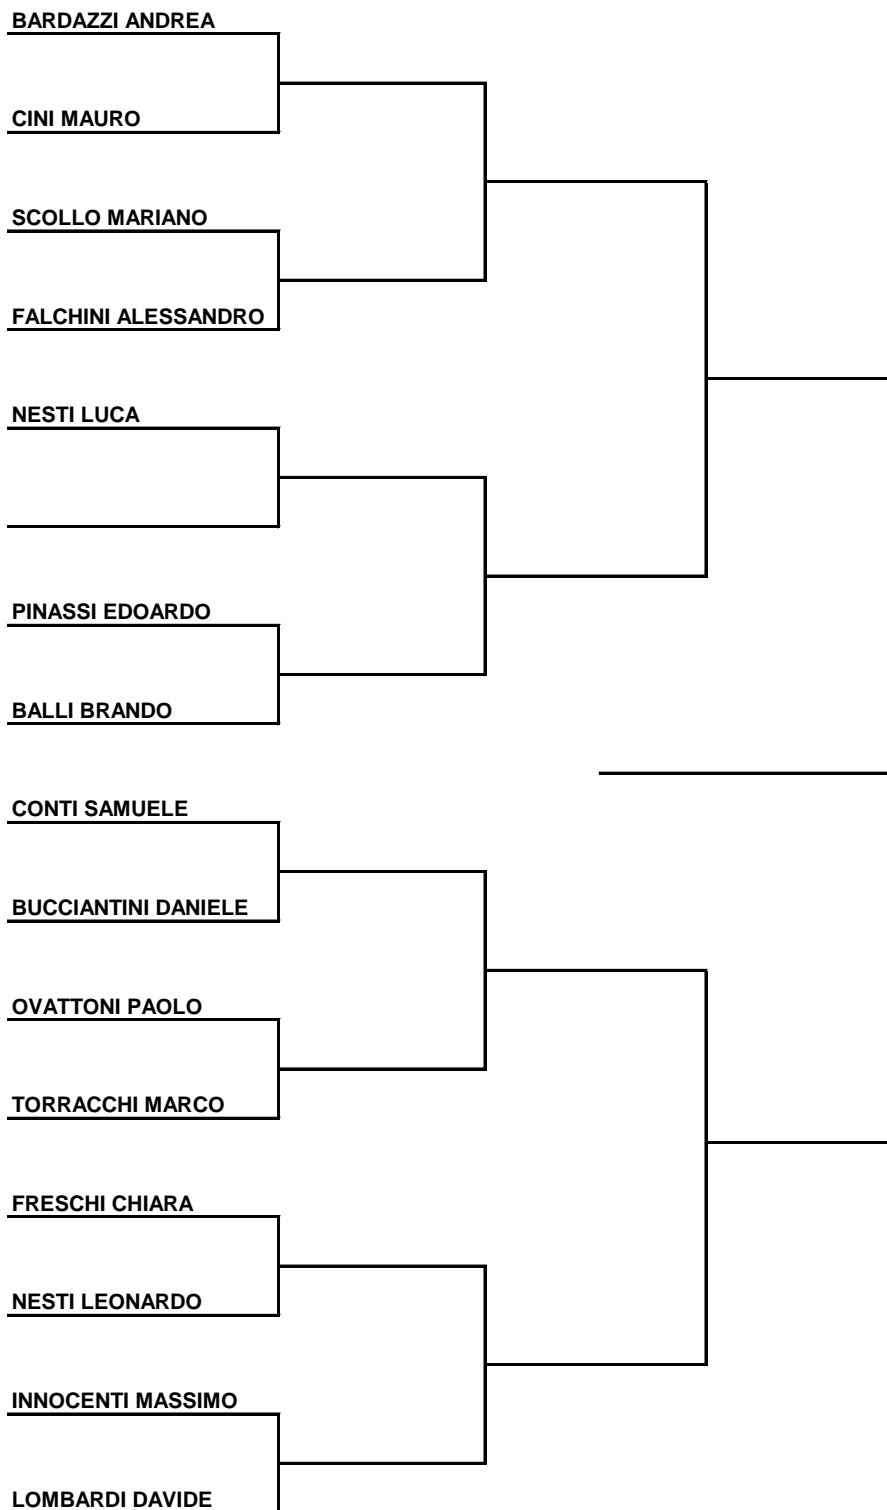 BARDAZZI ANDREA
CINI MAURO
SCOLLO MARIANO
FALCHINI ALESSANDRO
NESTI LUCA
PINASSI EDOARDO
BALLI BRANDO
CONTI SAMUELE
BUCCIANTINI DANIELE
OVATTONI PAOLO
TORRACCHI MARCO
FRESCHI CHIARA
NESTI LEONARDO
INNOCENTI MASSIMO
LOMBARDI DAVIDE